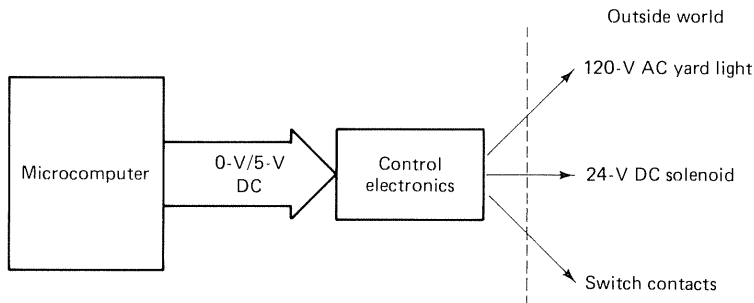 Outside world
120-V AC yard light
Microcomputer
0-V/5-V
DC
Control
electronics
24-V DC solenoid
Switch contacts